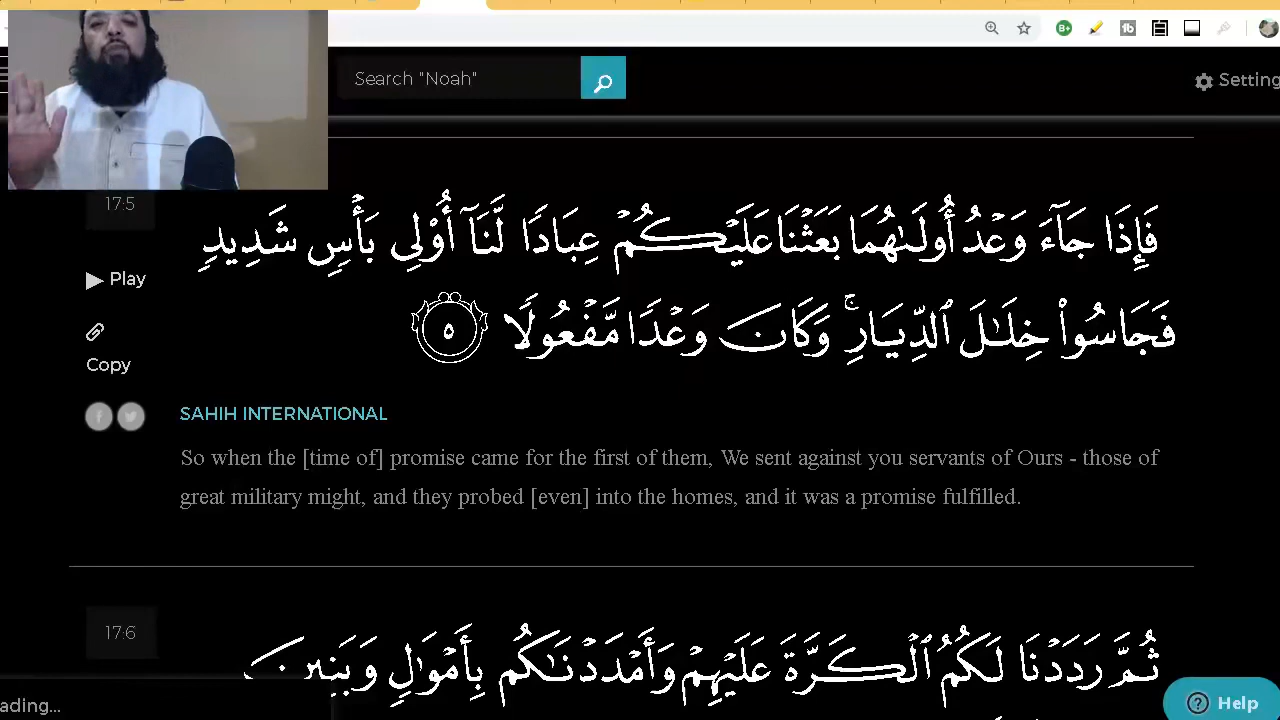 Search "Noah"
Setting
17:5
فَإِذَا جَآءَ وَعْدُ أُولَىٰهُمَا بَعَثْنَا عَلَيْكُمْ عِبَادًا لَّنَآ أُو۟لِى بَأْسٍ شَدِيدٍ
فَجَاسُوا۟ خِلَـٰلَ ٱلدِّيَارِ ۚ وَكَانَ وَعْدًا مَّفْعُولًا ٥
Play
Copy
SAHIH INTERNATIONAL
So when the [time of] promise came for the first of them, We sent against you servants of Ours - those of
great military might, and they probed [even] into the homes, and it was a promise fulfilled.
17:6
ثُمَّ رَدَدْنَا لَكُمُ ٱلْكَرَّةَ عَلَيْهِمْ وَأَمْدَدْنَـٰكُم بِأَمْوَٰلٍ وَبَنِينَ
ading...
Help